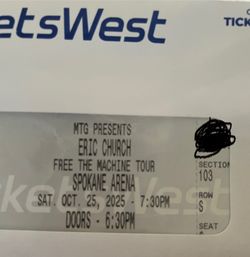 etsWest
TICK
MTG PRESENTS
ERIC CHURCH
FREE THE MACHINE TOUR
SPOKANE ARENA
SAT. OCT. 25, 2025 - 7:30PM
DOORS - 6:30PM
SECTION
103
ROW
S
SEAT
ketsWest